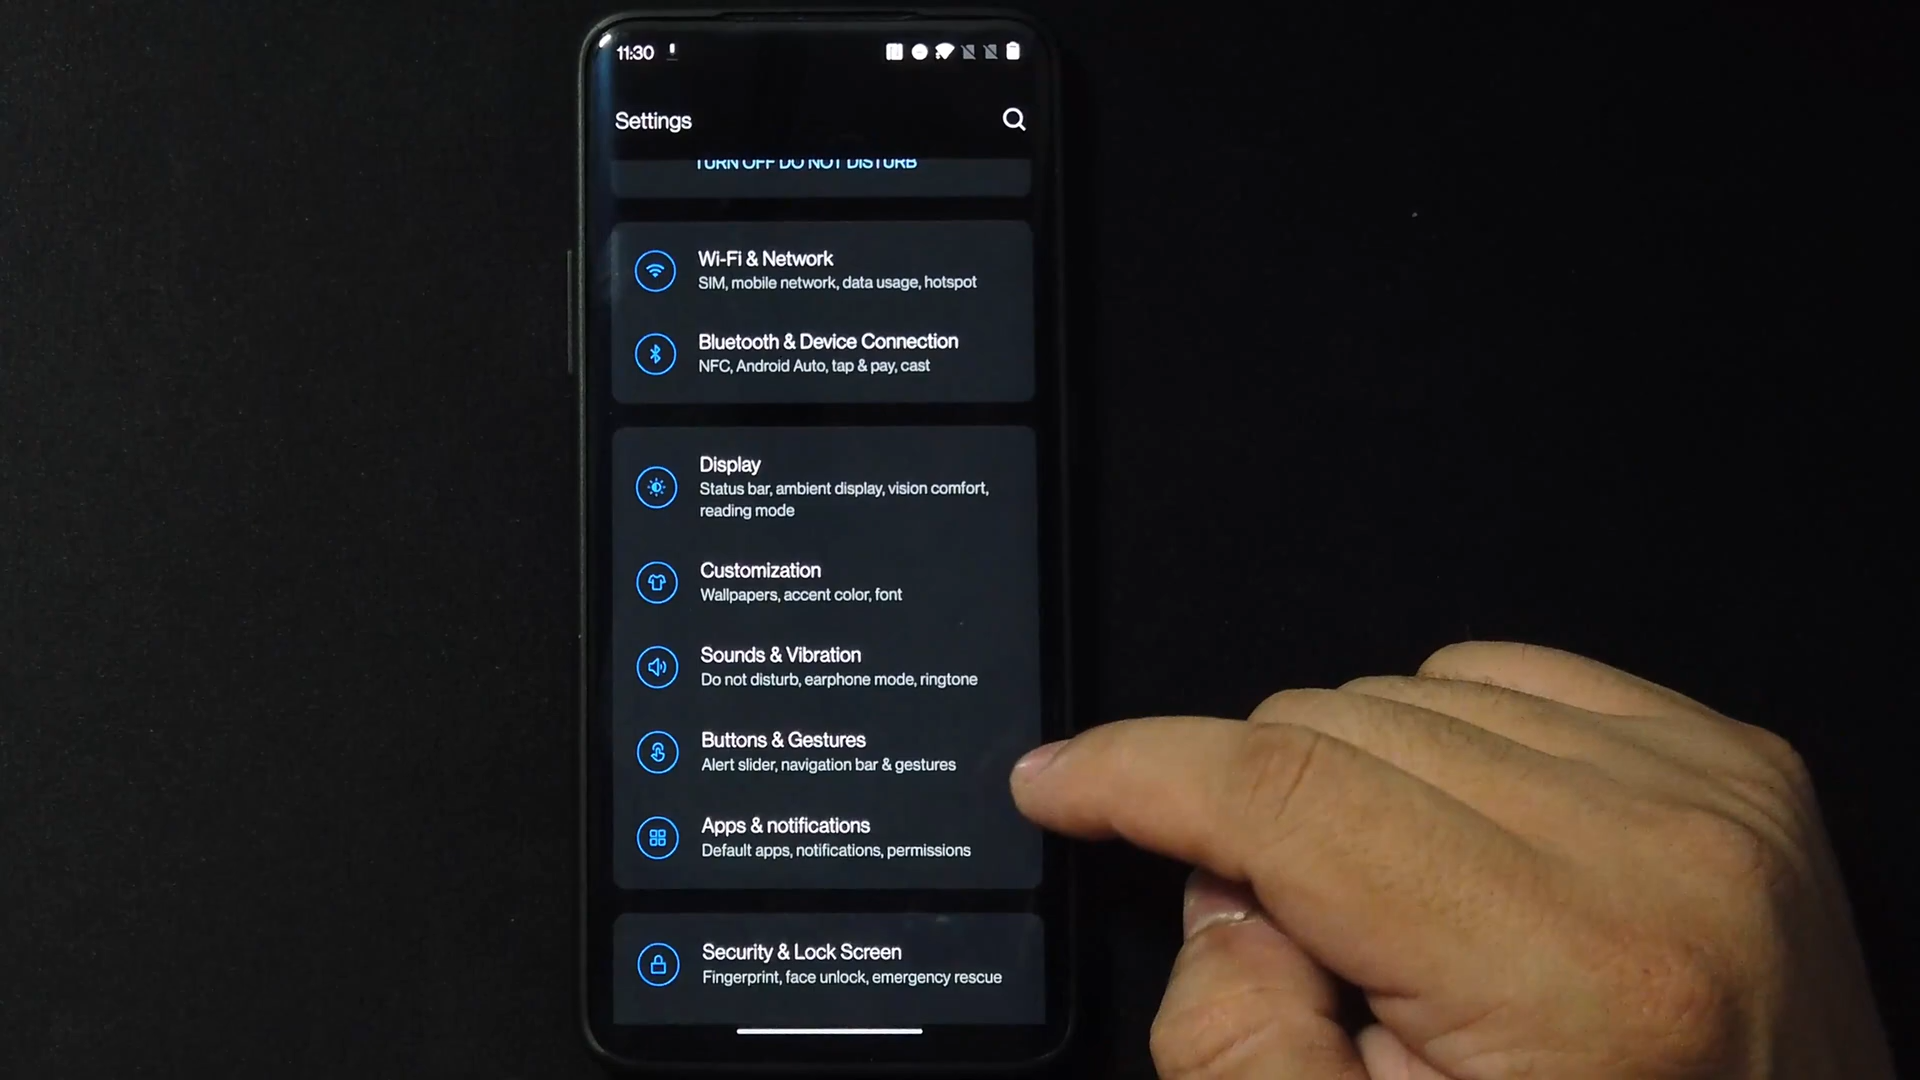 11:30
Settings
TURN OFF DO NOT DISTURB
Wi-Fi & Network
SIM, mobile network, data usage, hotspot
Bluetooth & Device Connection
NFC, Android Auto, tap & pay, cast
Display
Status bar, ambient display, vision comfort,
reading mode
Customization
Wallpapers, accent color, font
Sounds & Vibration
Do not disturb, earphone mode, ringtone
Buttons & Gestures
Alert slider, navigation bar & gestures
Apps & notifications
Default apps, notifications, permissions
Security & Lock Screen
Fingerprint, face unlock, emergency rescue